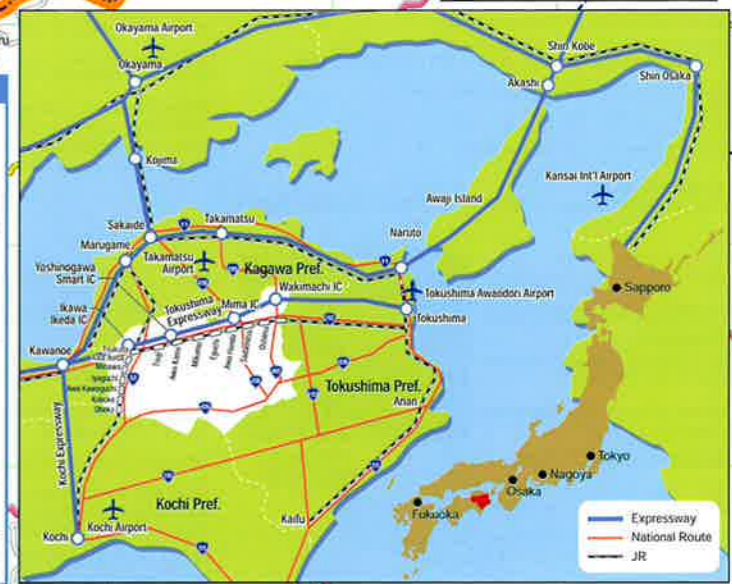 Okayama Airport
Okayama
Shin Kobe
Akashi
Shin Osaka
Kojima
Kansai Int'l Airport
Awaji Island
Sakaide
11
Takamatsu
Naruto
Marugame
Takamatsu
Airport
Kagawa Pref.
11
Yoshinogawa
Smart IC
Wakimachi IC
Tokushima Awaodori Airport
Sapporo
Tokushima
Expressway
Mima IC
Ikawa
Ikeda IC
Tokushima
Kawanoe
Tokushima Pref.
Anan
Kochi Expressway
Tokyo
Nagoya
Osaka
Fukuoka
Kochi Pref.
Kaifu
Kochi
Kochi Airport
Expressway
National Route
JR